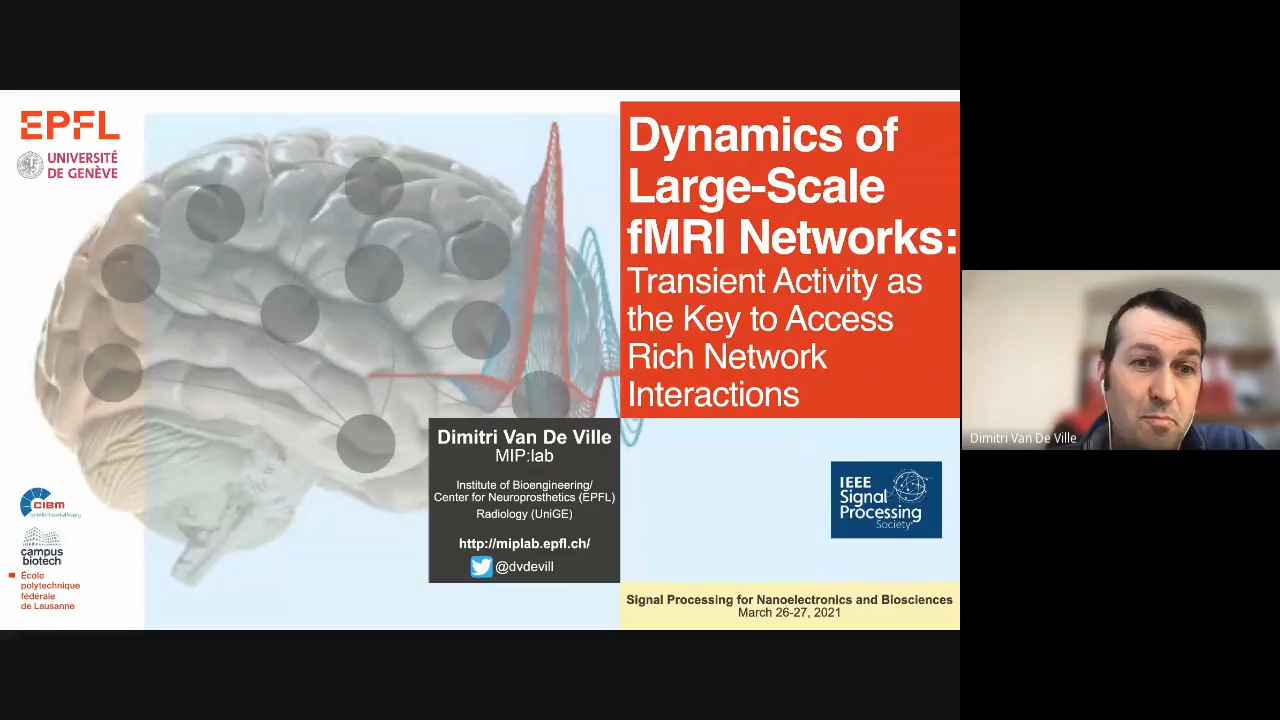 EPFL
UNIVERSITÉ
DE GENÈVE
Dynamics of
Large-Scale
fMRI Networks:
Transient Activity as
the Key to Access
Rich Network
Interactions
Dimitri Van De Ville
MIP:lab
Institute of Bioengineering/
Center for Neuroprosthetics (EPFL)
Radiology (UniGE)
http://miplab.epfl.ch/
@dvdevill
IEEE
Signal
Processing
Society
CIBM
campus
biotech
École
polytechnique
fédérale
de Lausanne
Signal Processing for Nanoelectronics and Biosciences
March 26-27, 2021
Dimitri Van De Ville